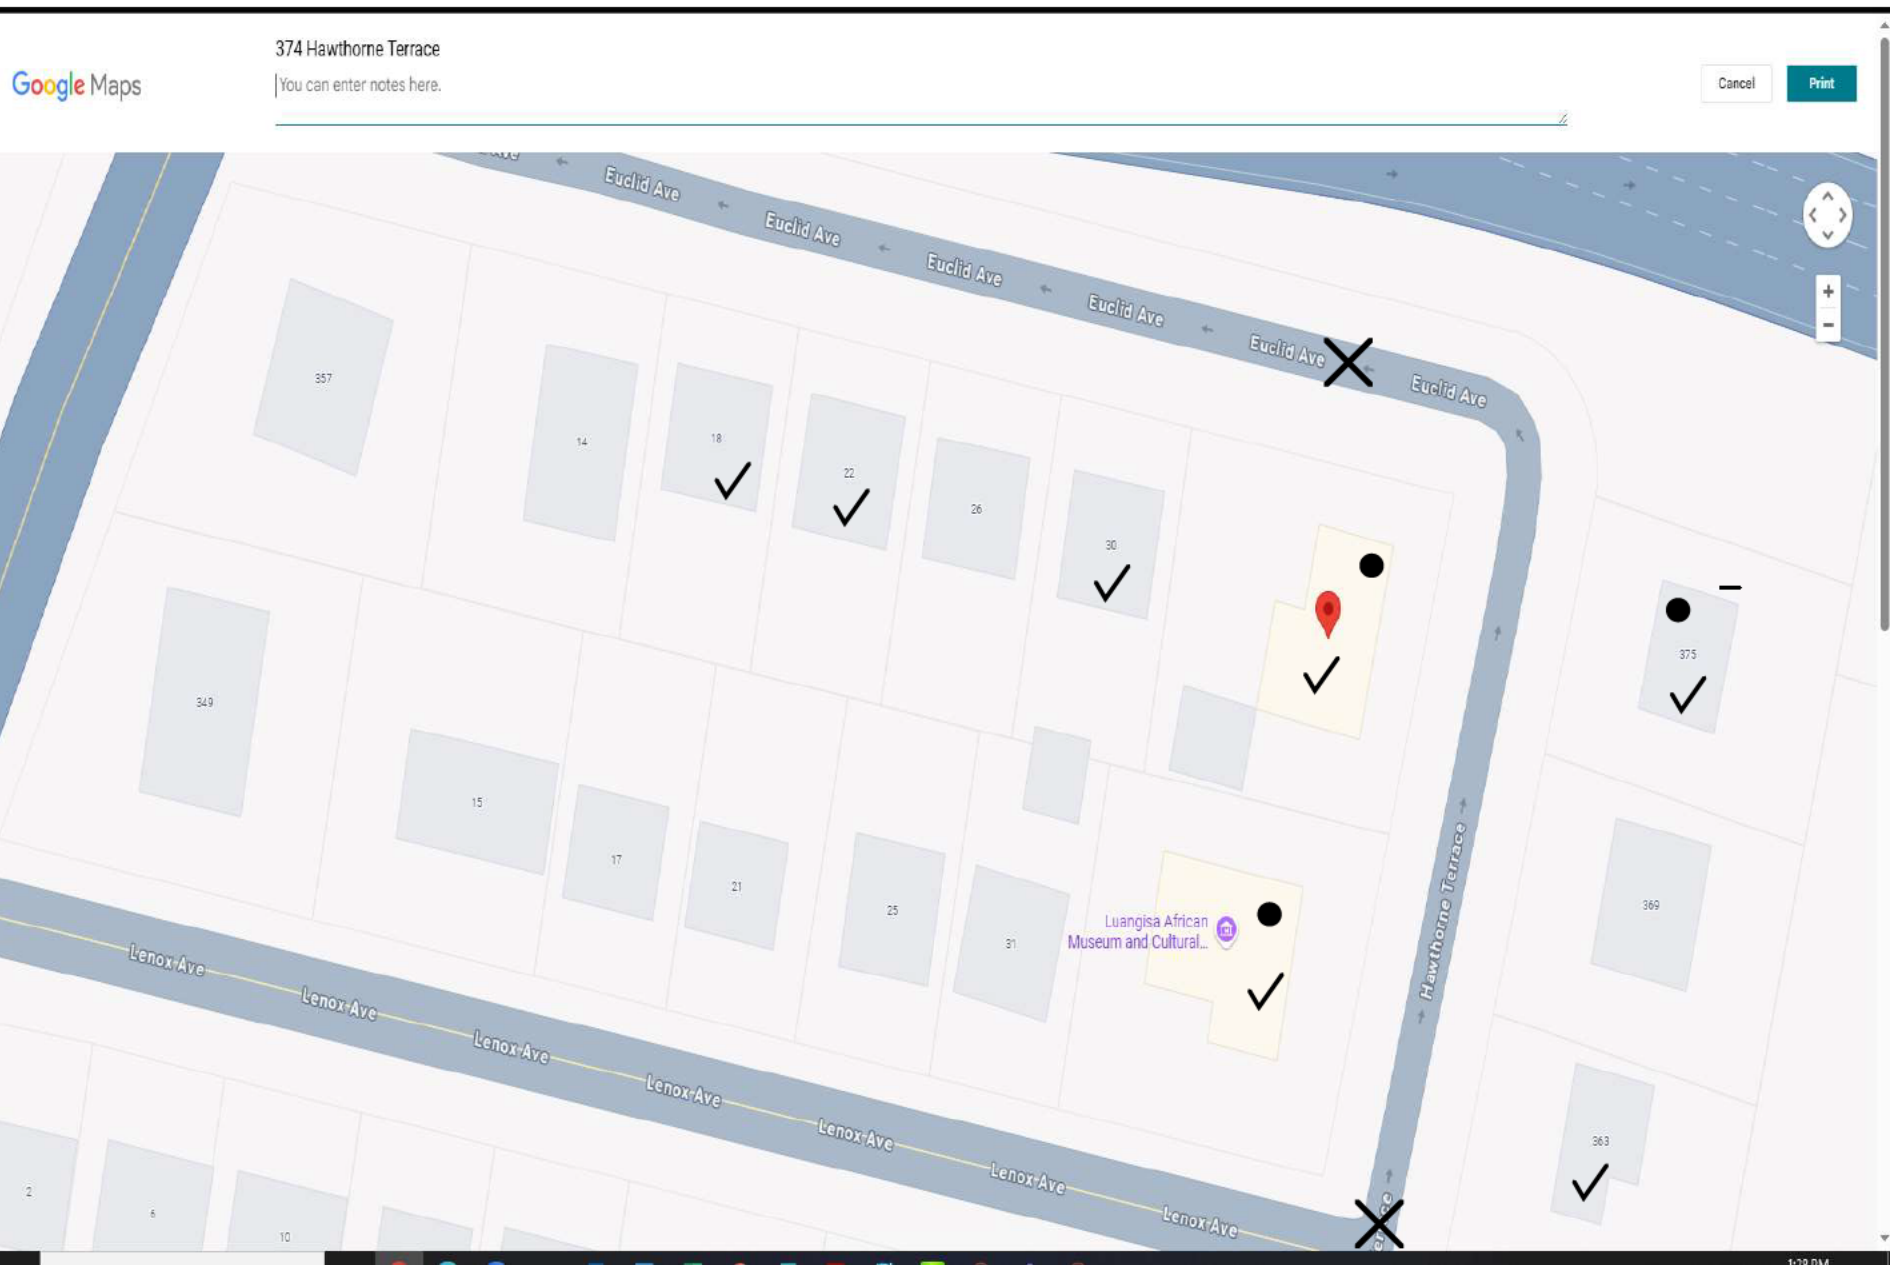 374 Hawthorne Terrace
Google Maps
You can enter notes here.
Cancel
Print
Euclid Ave
Euclid Ave
Euclid Ave
Euclid Ave
Euclid Ave
Euclid Ave
357
14
18
22
26
30
375
349
15
17
21
25
31
369
Luangisa African
Museum and Cultural...
Hawthorne Terrace
Lenox Ave
Lenox Ave
Lenox Ave
Lenox Ave
Lenox Ave
Lenox Ave
Lenox Ave
363
2
6
10
1:28 PM